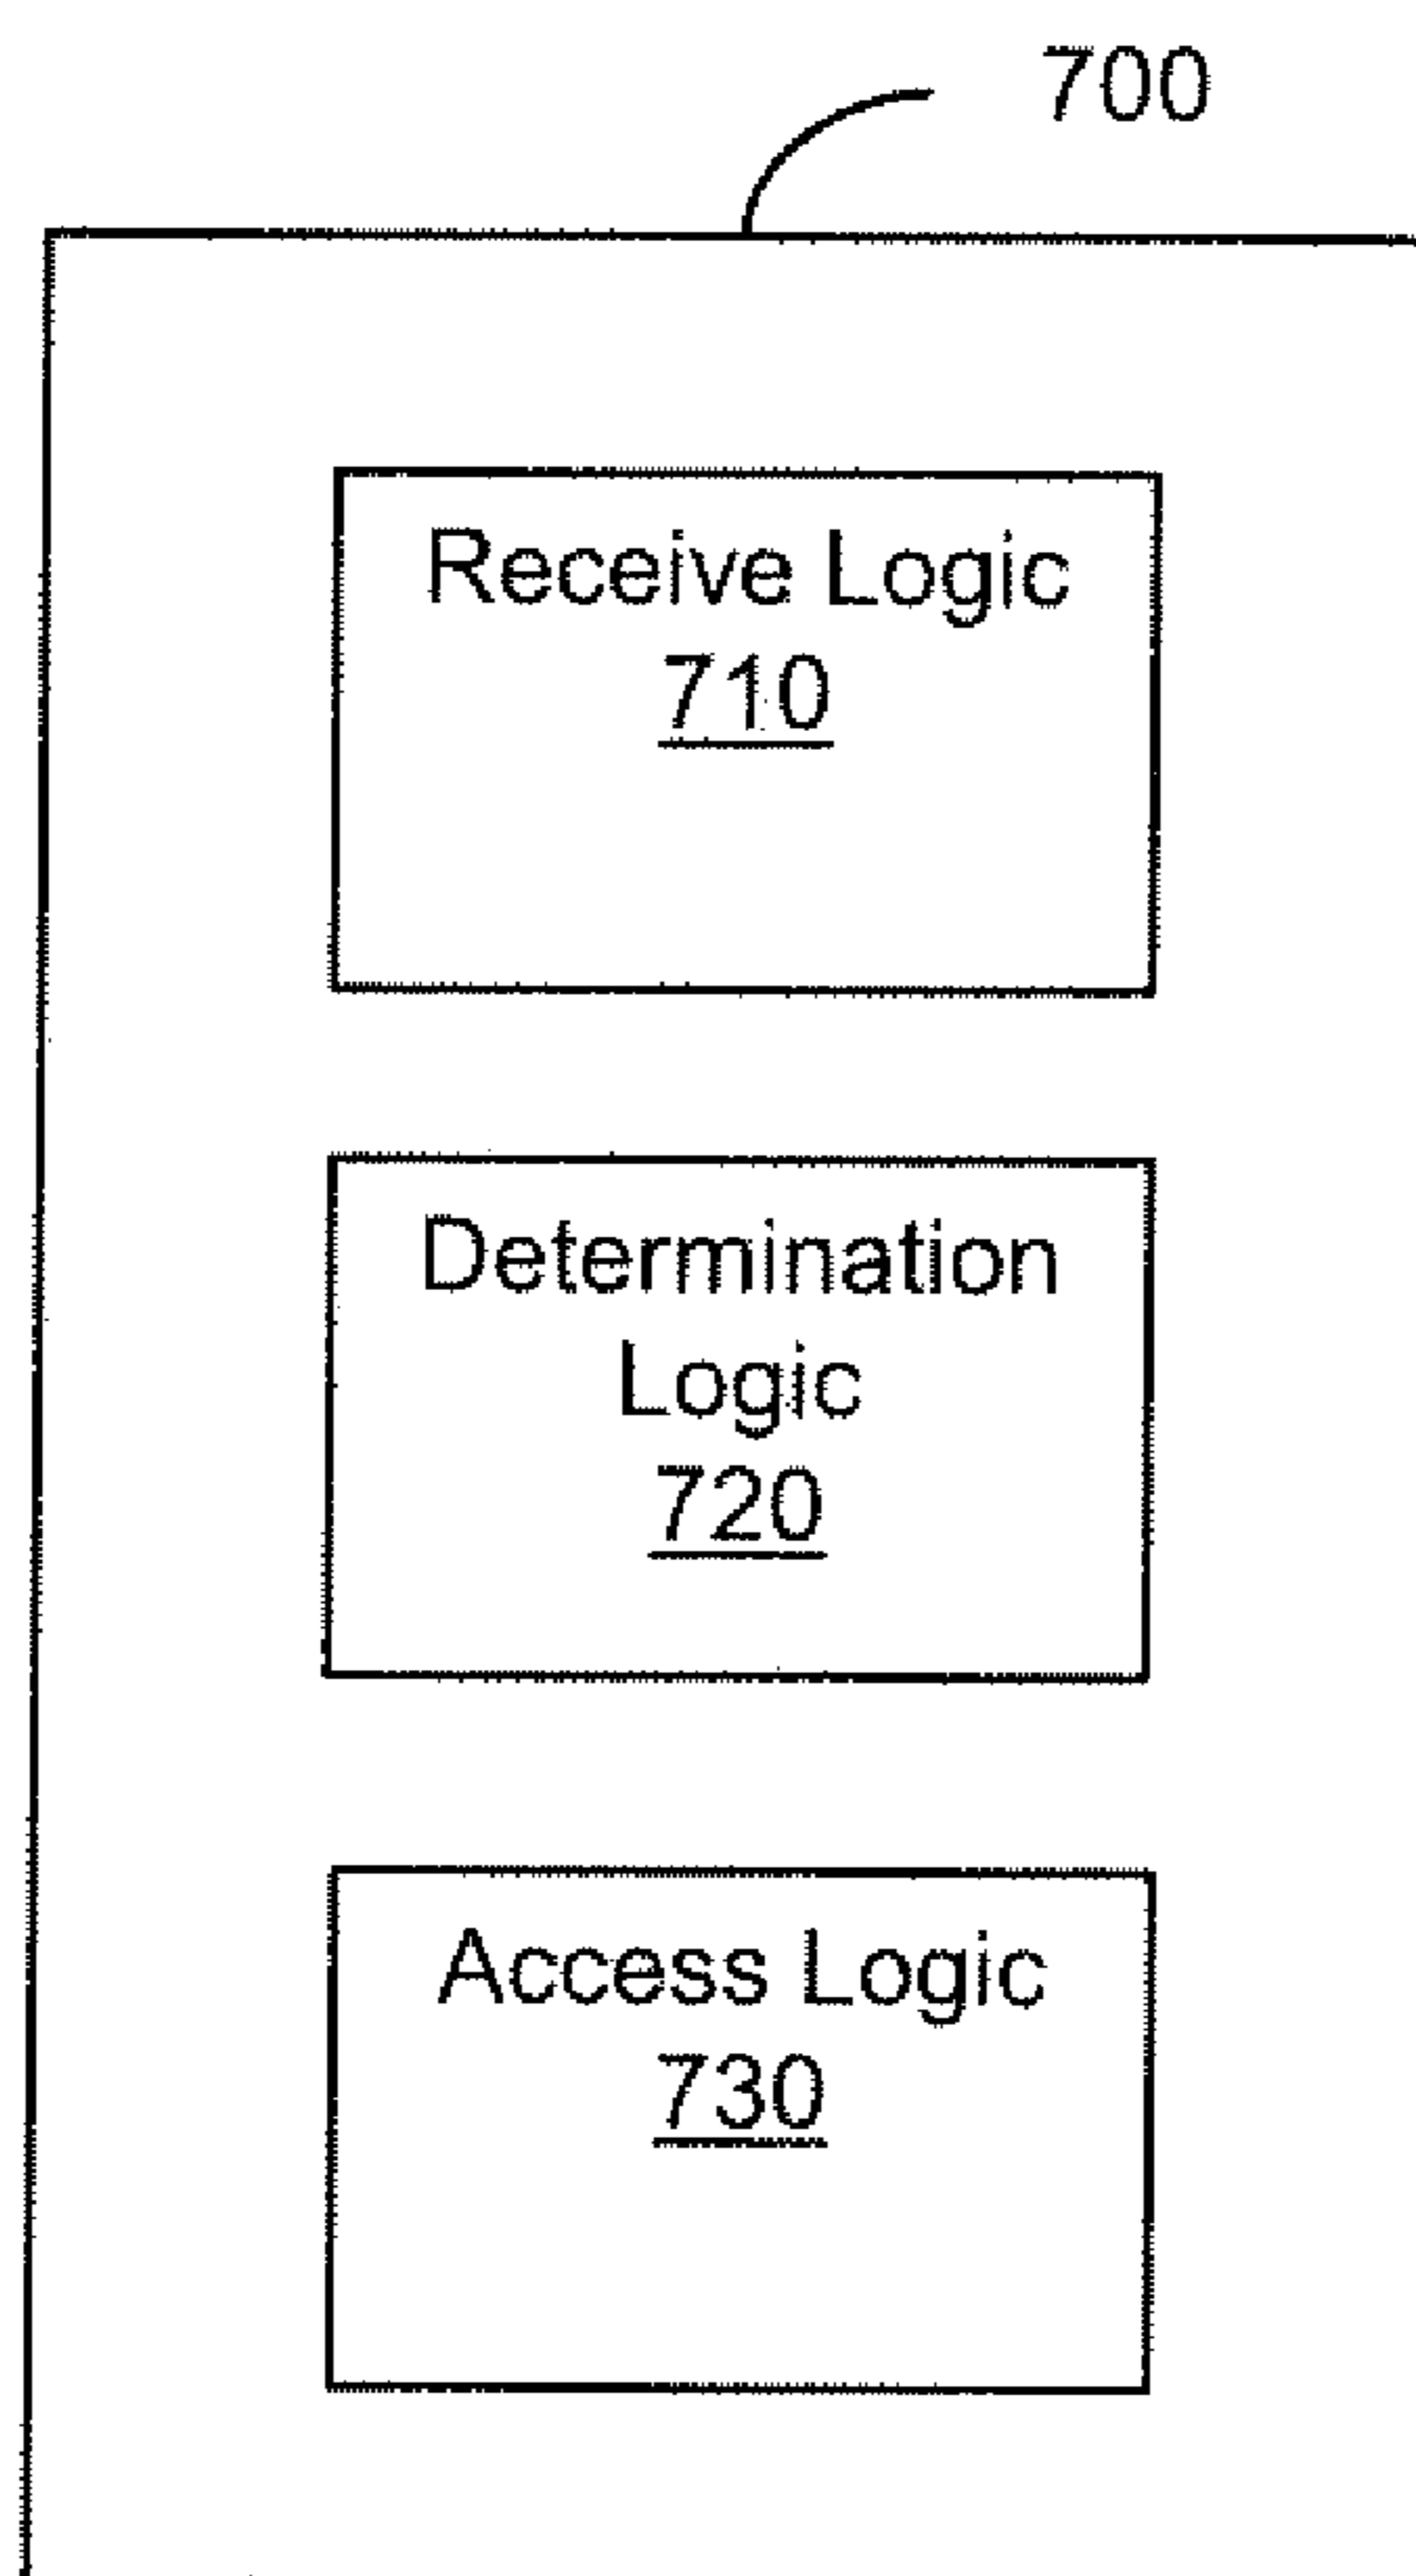 700
Receive Logic
710
Determination
Logic
720
Access Logic
730